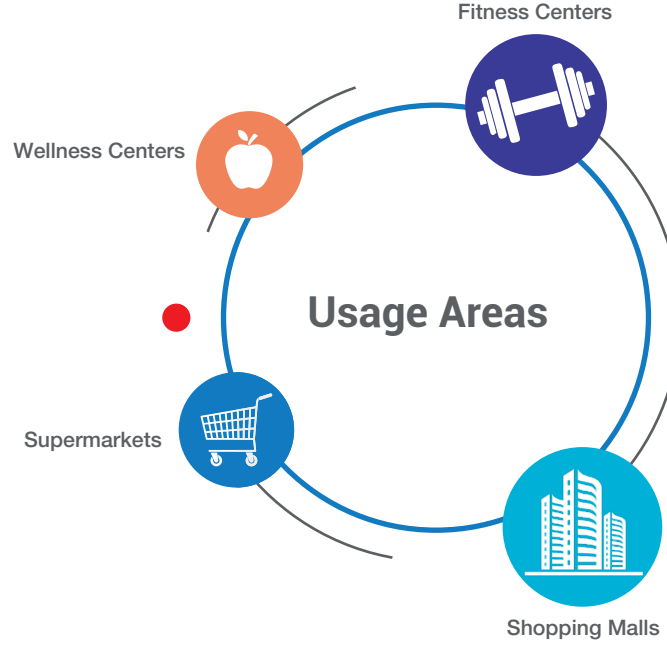 Fitness Centers
Wellness Centers
Usage Areas
Supermarkets
Shopping Malls